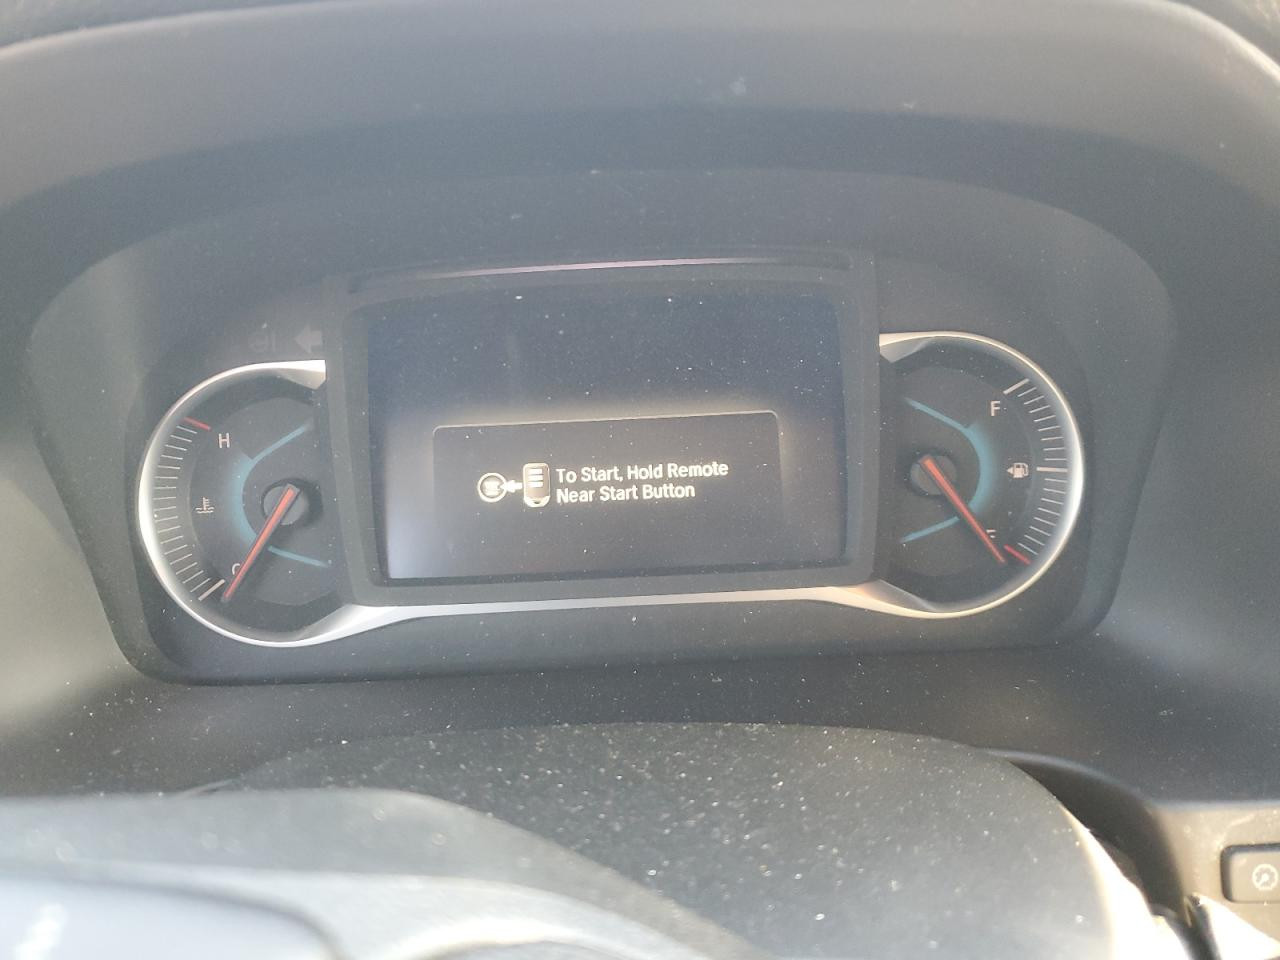 H
C
To Start, Hold Remote
Near Start Button
F